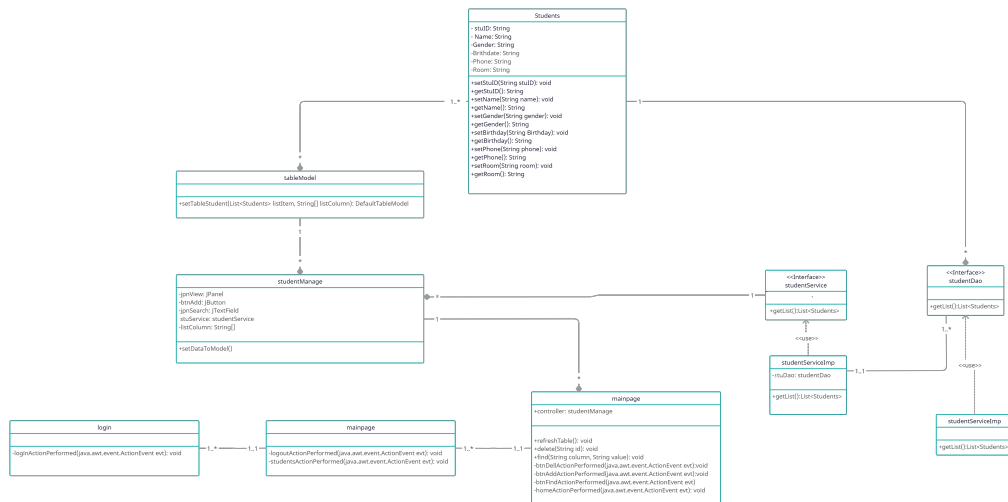 Students
- stuID: String
- Name: String
-Gender: String
-Brithdate: String
-Phone: String
-Room: String
+setStuID(String stuID): void
+getStuID(): String
+setName(String name): void
+getName(): String
+setGender(String gender): void
+getGender(): String
+setBirthday(String Birthday): void
+getBirthday(): String
+setPhone(String phone): void
+getPhone(): String
+setRoom(String room): void
+getRoom(): String
1..*
1
*
*
tableModel
+setTableStudent(List<Students> listItem, String[] listColumn): DefaultTableModel
1
*
studentManage
-jpnView: JPanel
-btnAdd: JButton
-jpnSearch: JTextField
-stuService: studentService
-listColumn: String[]
+setDataToModel()
*
1
1
*
<<Interface>>
studentService
+getList():List<Students>
<<use>>
studentServiceImp
-stuDao: studentDao
+getList():List<Students>
1..1
1..*
<<Interface>>
studentDao
+getList():List<Students>
<<use>>
studentServiceImp
+getList():List<Students>
login
-loginActionPerformed(java.awt.event.ActionEvent evt): void
1..*
1..1
mainpage
-logoutActionPerformed(java.awt.event.ActionEvent evt): void
-studentsActionPerformed(java.awt.event.ActionEvent evt): void
1..*
1..1
mainpage
+controller: studentManage
+refreshTable(): void
+delete(String id): void
+find(String column, String value): void
-btnDellActionPerformed(java.awt.event.ActionEvent evt):void
-btnAddActionPerformed(java.awt.event.ActionEvent evt):void
-btnFindActionPerformed(java.awt.event.ActionEvent evt)
-homeActionPerformed(java.awt.event.ActionEvent evt): void